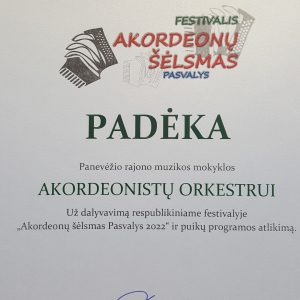 FESTIVALIS
AKORDEONŲ
ŠĖLSMAS
PASVALYS
PADĖKA
Panevėžio rajono muzikos mokyklos
AKORDEONISTŲ ORKESTRUI
Už dalyvavimą respublikiniame festivalyje
„Akordeonų šėlsmas Pasvalys 2022“ ir puikų programos atlikimą.